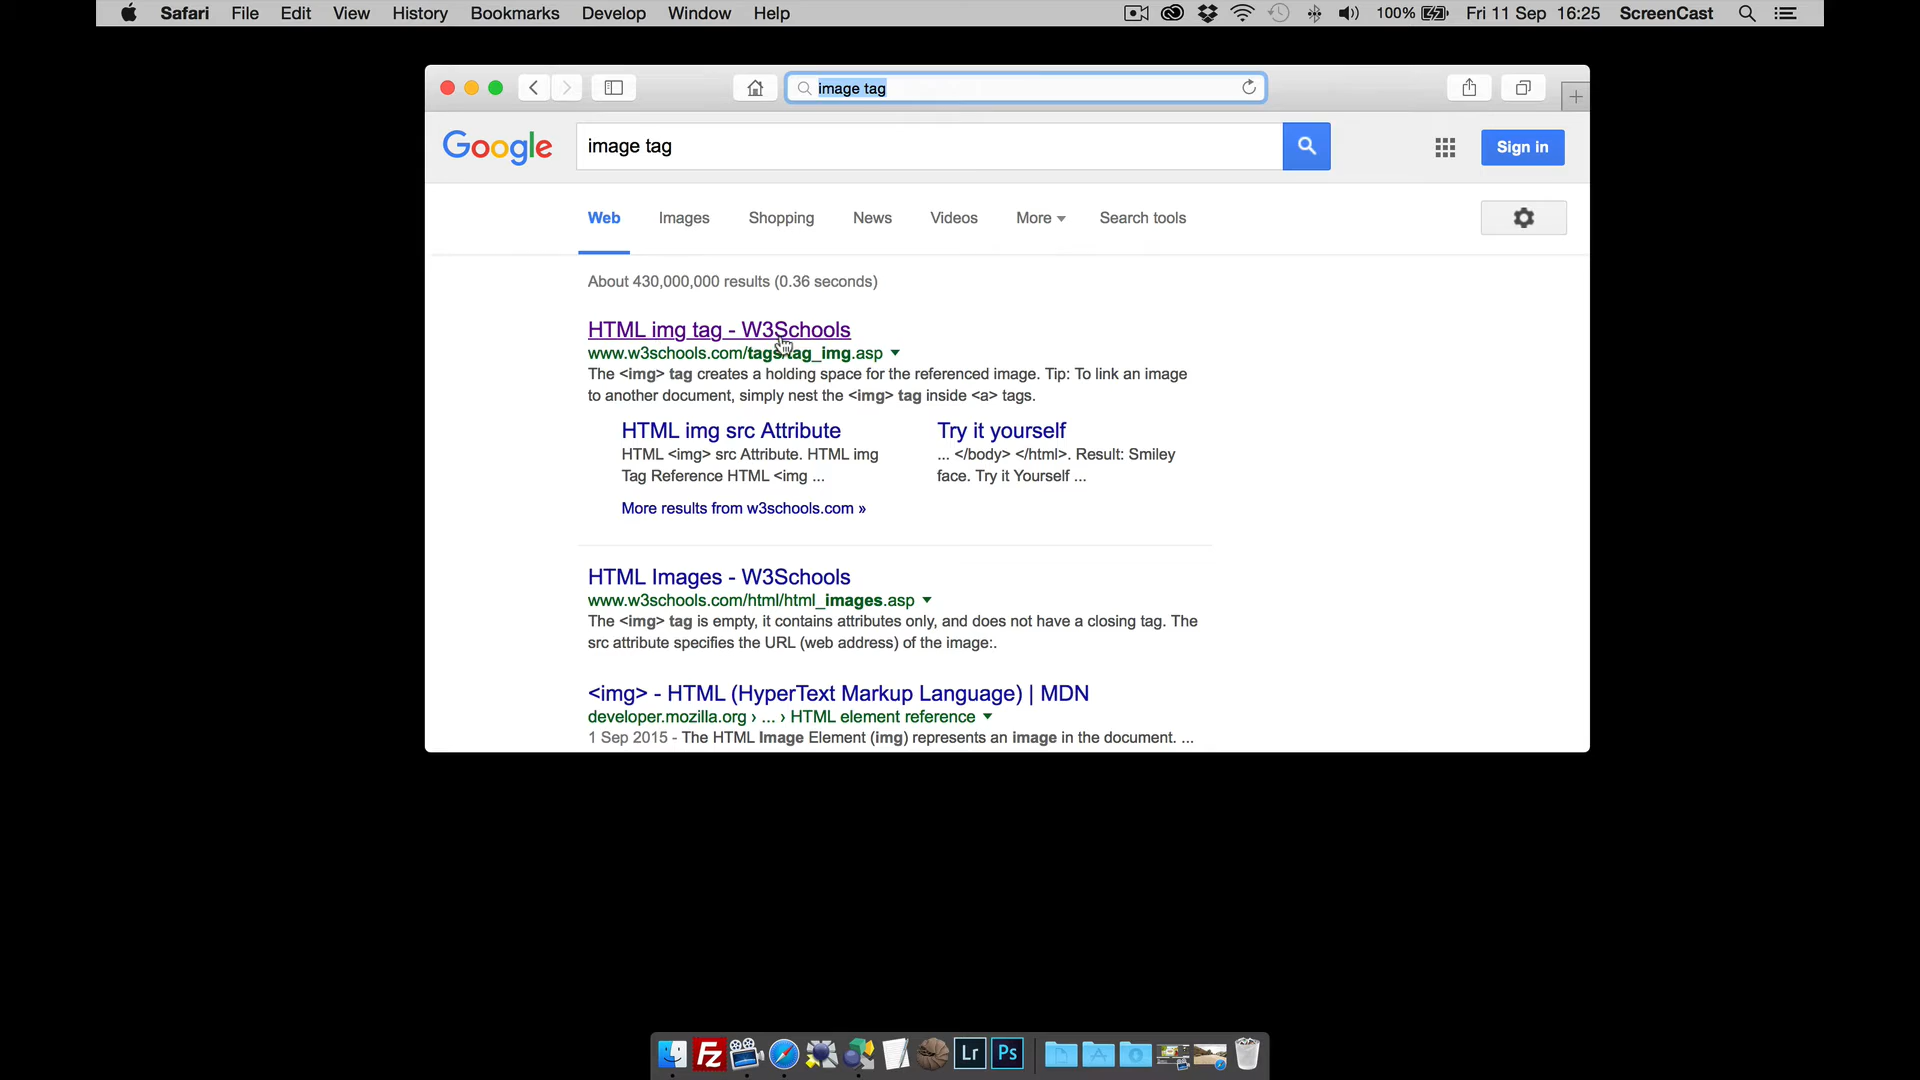 Safari File Edit View History Bookmarks Develop Window Help 100% Fri 11 Sep 16:25 ScreenCast
image tag
Google image tag Sign in
Web Images Shopping News Videos More Search tools
About 430,000,000 results (0.36 seconds)
HTML img tag - W3Schools
www.w3schools.com/tags/tag_img.asp
The <img> tag creates a holding space for the referenced image. Tip: To link an image
to another document, simply nest the <img> tag inside <a> tags.
HTML img src Attribute
HTML <img> src Attribute. HTML img
Tag Reference HTML <img ...
Try it yourself
... </body> </html>. Result: Smiley
face. Try it Yourself ...
More results from w3schools.com »
HTML Images - W3Schools
www.w3schools.com/html/html_images.asp
The <img> tag is empty, it contains attributes only, and does not have a closing tag. The
src attribute specifies the URL (web address) of the image:.
<img> - HTML (HyperText Markup Language) | MDN
developer.mozilla.org › ... › HTML element reference
1 Sep 2015 - The HTML Image Element (img) represents an image in the document. ...
Fz Lr Ps